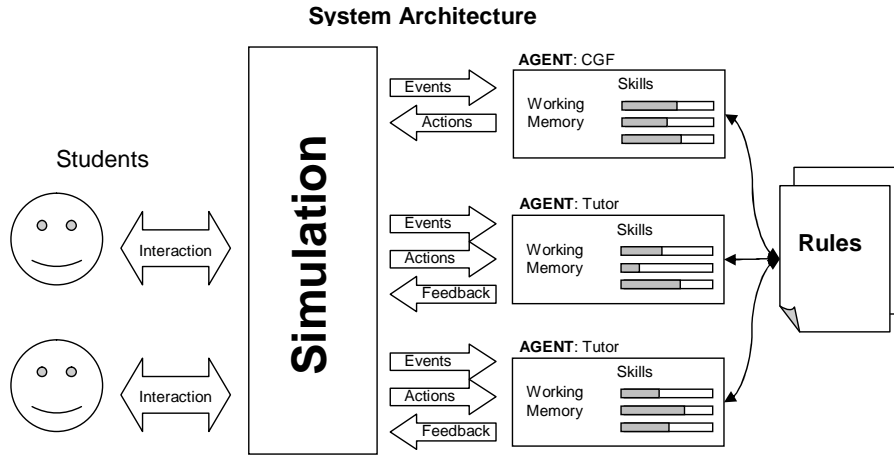 System Architecture
Students
Interaction
Interaction
Simulation
Events
Actions
AGENT: CGF
Skills
Working
Memory
Events
Actions
Feedback
AGENT: Tutor
Skills
Working
Memory
Events
Actions
Feedback
AGENT: Tutor
Skills
Working
Memory
Rules